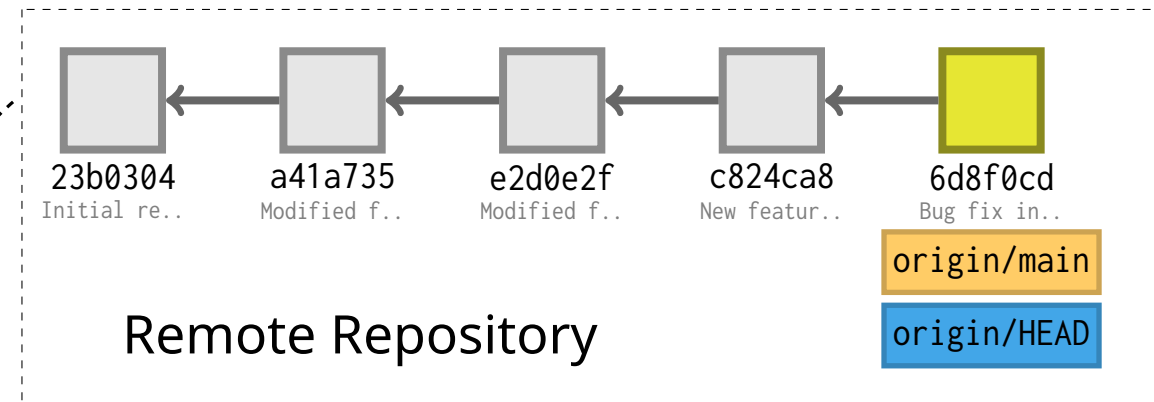 23b0304 a41a735 e2d0e2f c824ca8 6d8f0cd
Initial re.. Modified f.. Modified f.. New featur.. Bug fix in..
origin/main
Remote Repository
origin/HEAD